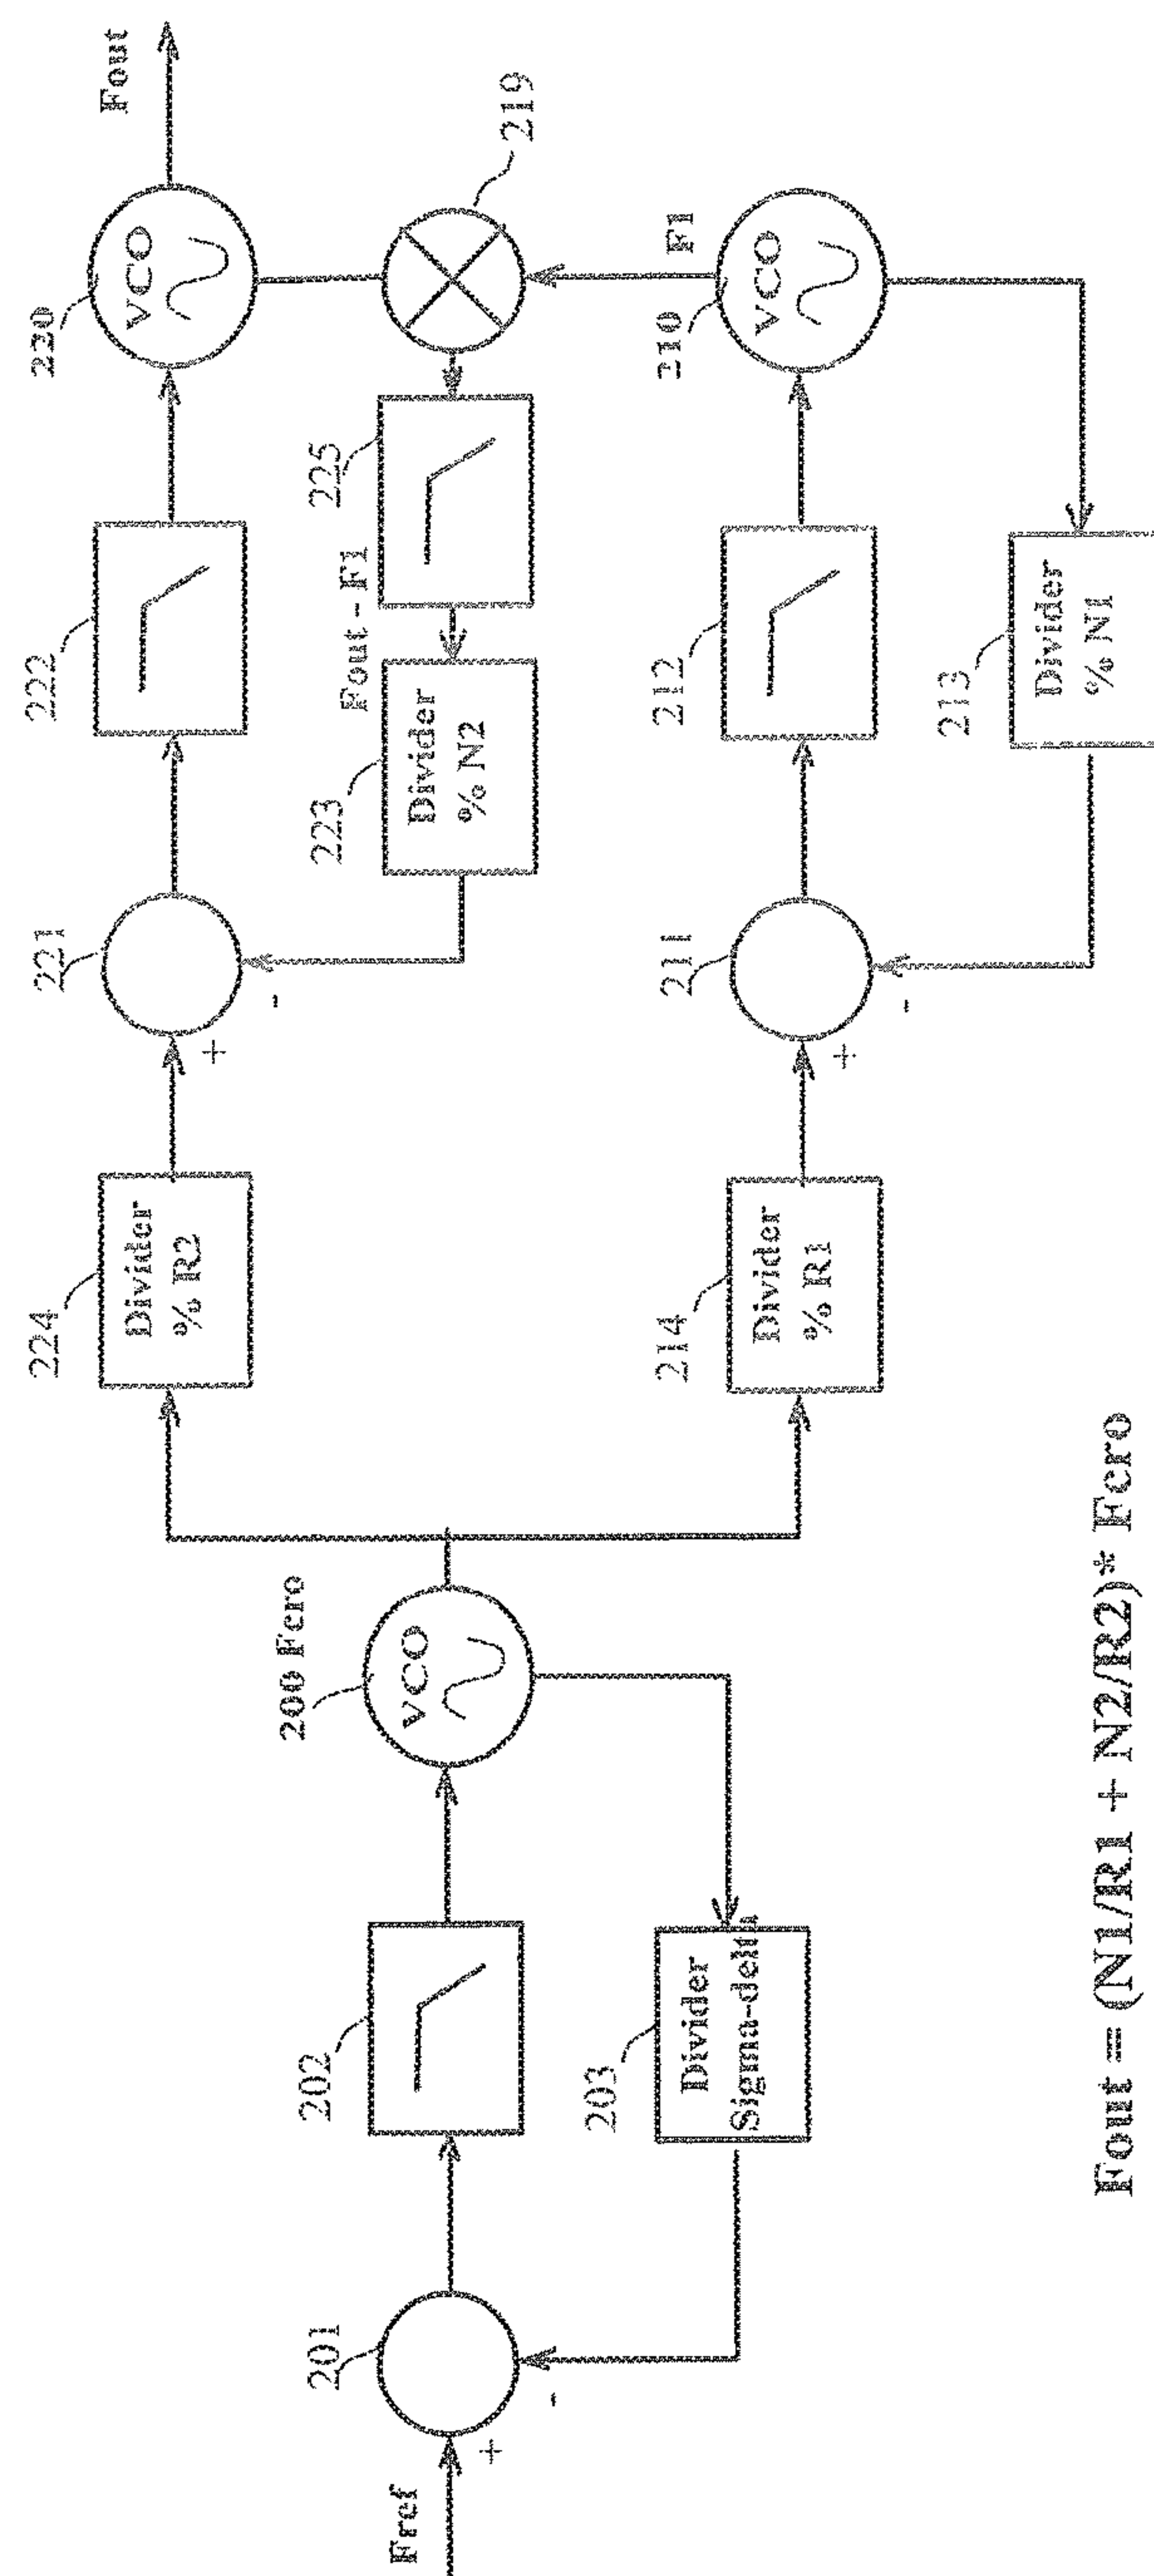 Fref
+
-
201
202
203
Divider
Sigma-delta
200 Fcro
VCO
224
Divider
% R2
+
-
221
222
223
Divider
% N2
Fout - F1
225
230
VCO
Fout
219
214
Divider
% R1
+
-
211
212
213
Divider
% N1
210
VCO
F1
Fout = (N1/R1 + N2/R2)* Fcro